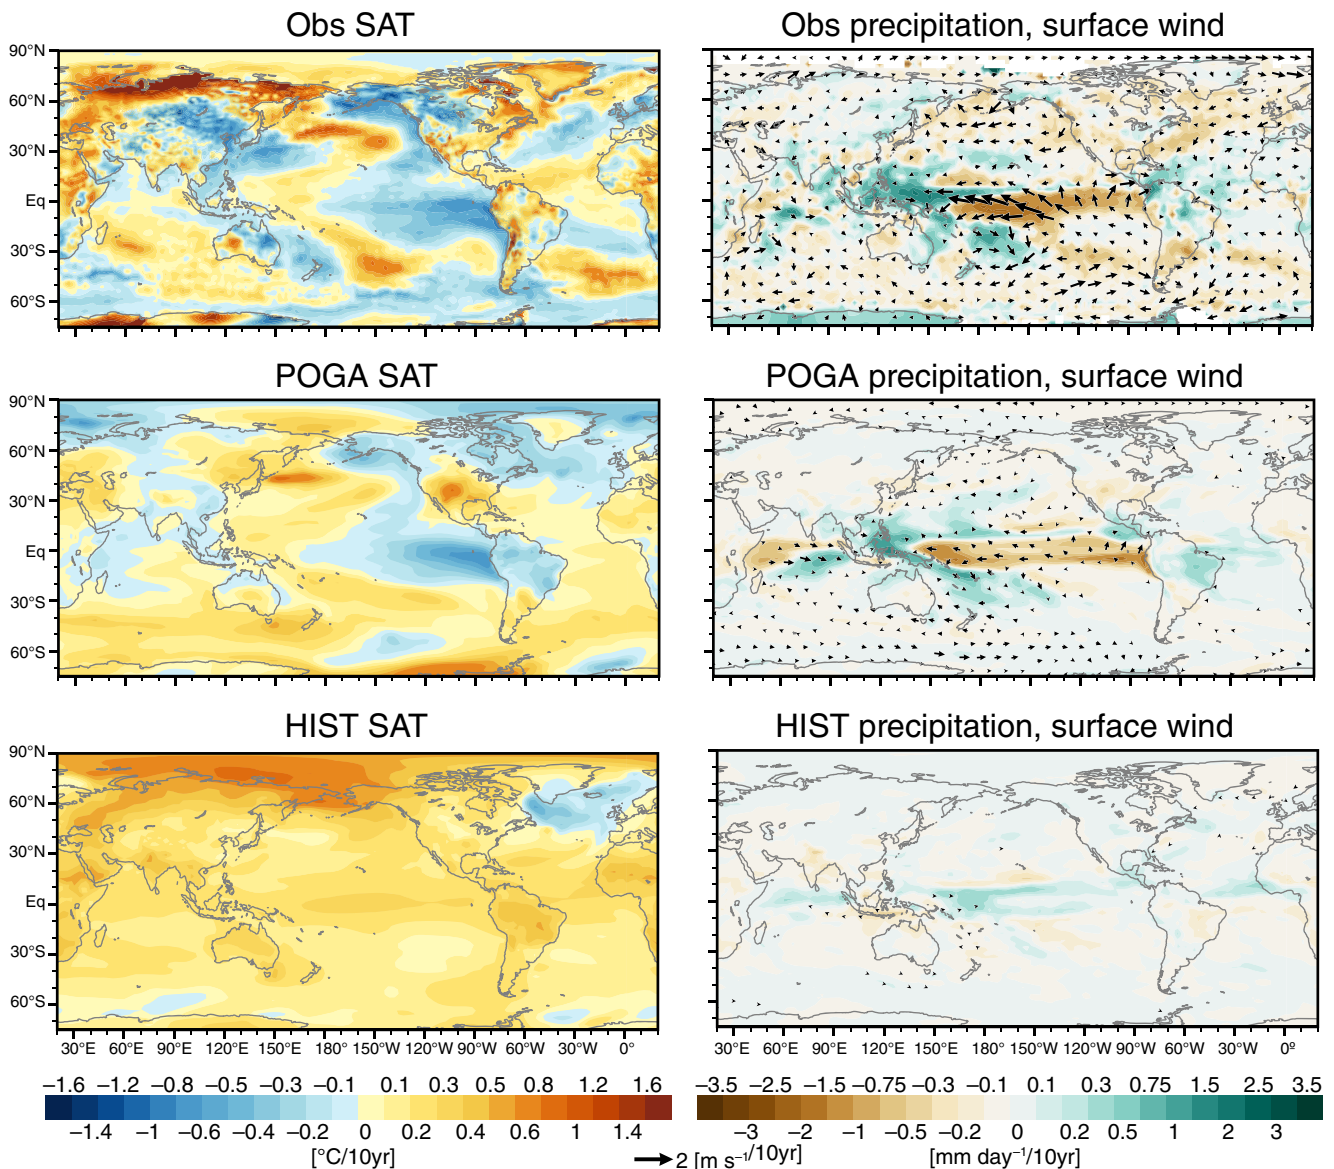 Obs SAT
Obs precipitation, surface wind
90°N
60°N
30°N
Eq
30°S
60°S
POGA SAT
POGA precipitation, surface wind
90°N
60°N
30°N
Eq
30°S
60°S
HIST SAT
HIST precipitation, surface wind
90°N
60°N
30°N
Eq
30°S
60°S
30°E 60°E 90°E 120°E 150°E 180° 150°W 120°W 90°W 60°W 30°W 0°
30°E 60°E 90°E 120°E 150°E 180° 150°W 120°W 90°W 60°W 30°W 0º
−1.6 −1.2 −0.8 −0.5 −0.3 −0.1 0.1 0.3 0.5 0.8 1.2 1.6
−3.5 −2.5 −1.5 −0.75 −0.3 −0.1 0.1 0.3 0.75 1.5 2.5 3.5
−1.4 −1 −0.6 −0.4 −0.2 0 0.2 0.4 0.6 1 1.4
−3 −2 −1 −0.5 −0.2 0 0.2 0.5 1 2 3
[°C/10yr]
2 [m s⁻¹/10yr]
[mm day⁻¹/10yr]